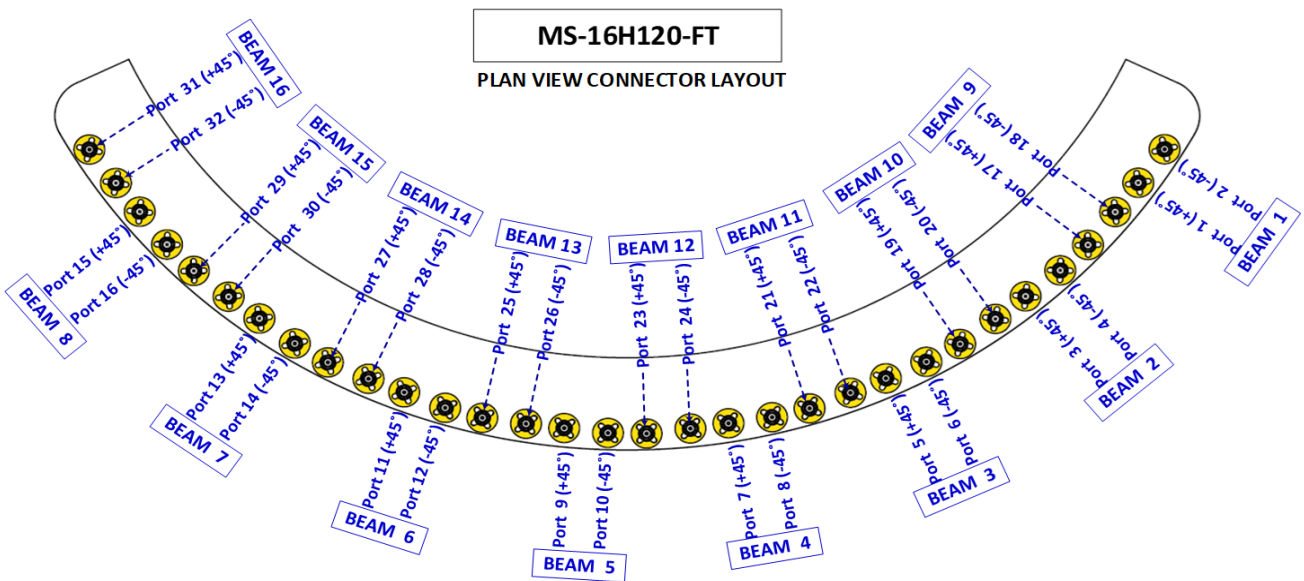 MS-16H120-FT
PLAN VIEW CONNECTOR LAYOUT
BEAM 16
Port 31 (+45°)
Port 32 (-45°)
BEAM 15
Port 29 (+45°)
Port 30 (-45°)
BEAM 14
Port 27 (+45°)
Port 28 (-45°)
BEAM 13
Port 25 (+45°)
Port 26 (-45°)
BEAM 12
Port 23 (+45°)
Port 24 (-45°)
BEAM 11
Port 21 (+45°)
Port 22 (-45°)
BEAM 10
Port 19 (+45°)
Port 20 (-45°)
BEAM 9
Port 17 (+45°)
Port 18 (-45°)
Port 15 (+45°)
Port 16 (-45°)
BEAM 8
Port 13 (+45°)
Port 14 (-45°)
BEAM 7
Port 11 (+45°)
Port 12 (-45°)
BEAM 6
Port 9 (+45°)
Port 10 (-45°)
BEAM 5
Port 7 (+45°)
Port 8 (-45°)
BEAM 4
Port 5 (+45°)
Port 6 (-45°)
BEAM 3
Port 3 (+45°)
Port 4 (-45°)
BEAM 2
Port 1 (+45°)
Port 2 (-45°)
BEAM 1